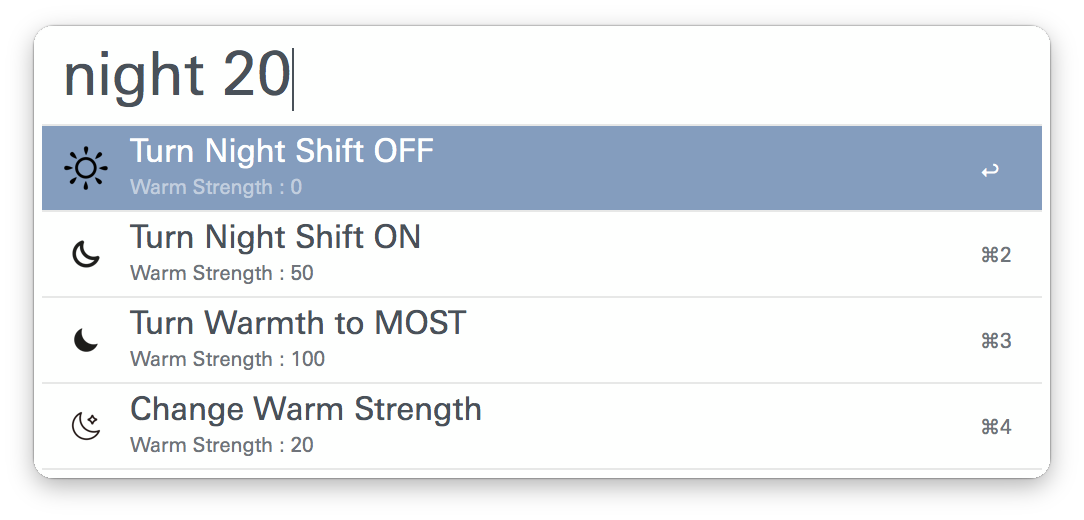 night 20
Turn Night Shift OFF
Warm Strength : 0
↩
Turn Night Shift ON
Warm Strength : 50
⌘2
Turn Warmth to MOST
Warm Strength : 100
⌘3
Change Warm Strength
Warm Strength : 20
⌘4